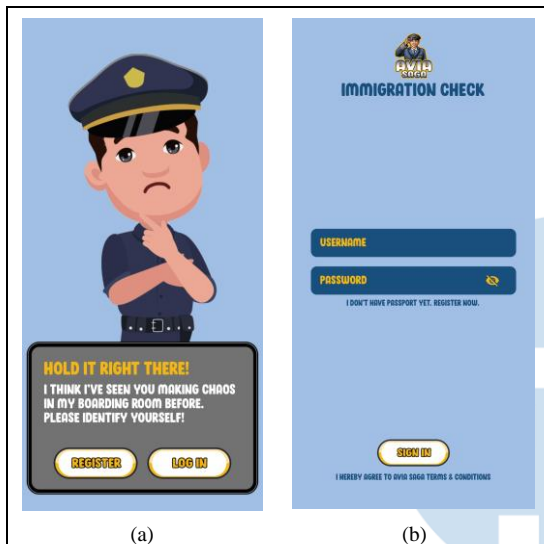 HOLD IT RIGHT THERE!
I THINK I'VE SEEN YOU MAKING CHAOS
IN MY BOARDING ROOM BEFORE.
PLEASE IDENTIFY YOURSELF!
REGISTER LOG IN
(a)
AVIA
SAGA
IMMIGRATION CHECK
USERNAME
PASSWORD
I DON'T HAVE PASSPORT YET. REGISTER NOW.
SIGN IN
I HEREBY AGREE TO AVIA SAGA TERMS & CONDITIONS
(b)